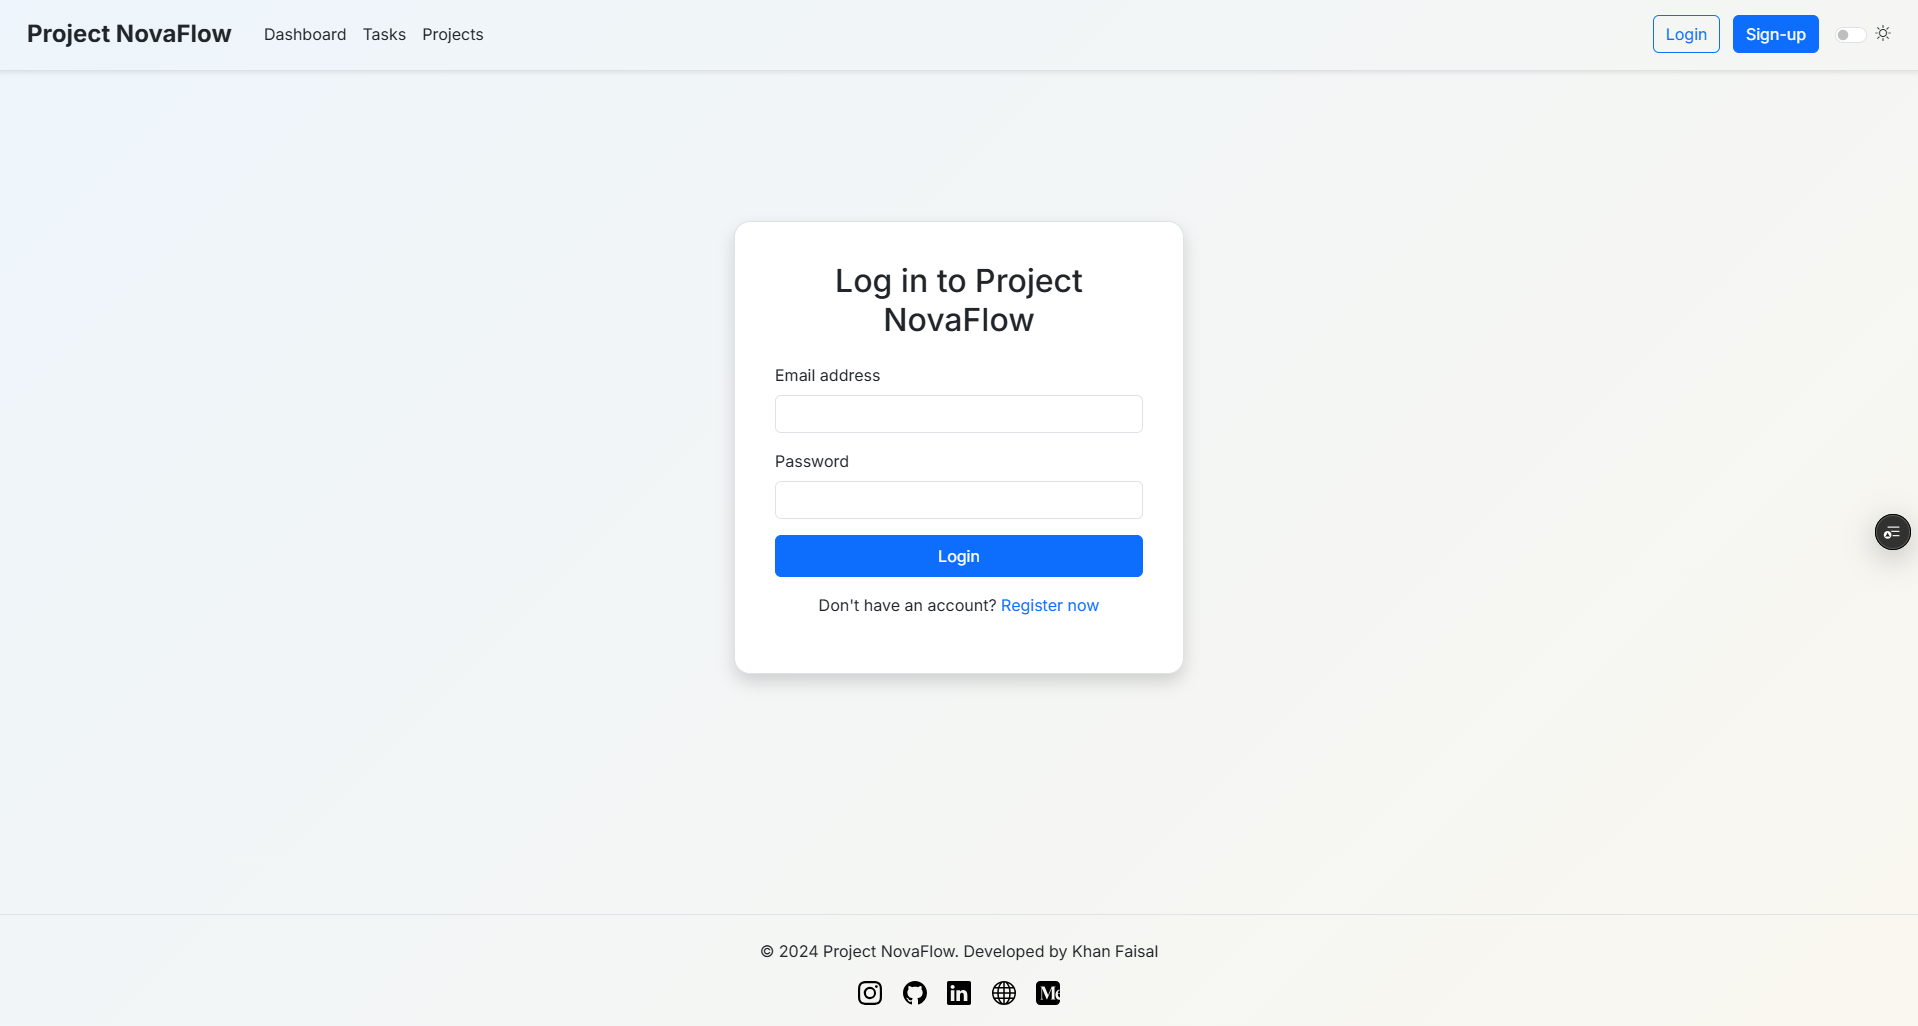 Project NovaFlow Dashboard Tasks Projects Login Sign-up
Log in to Project
NovaFlow
Email address
Password
Login
Don't have an account? Register now
© 2024 Project NovaFlow. Developed by Khan Faisal